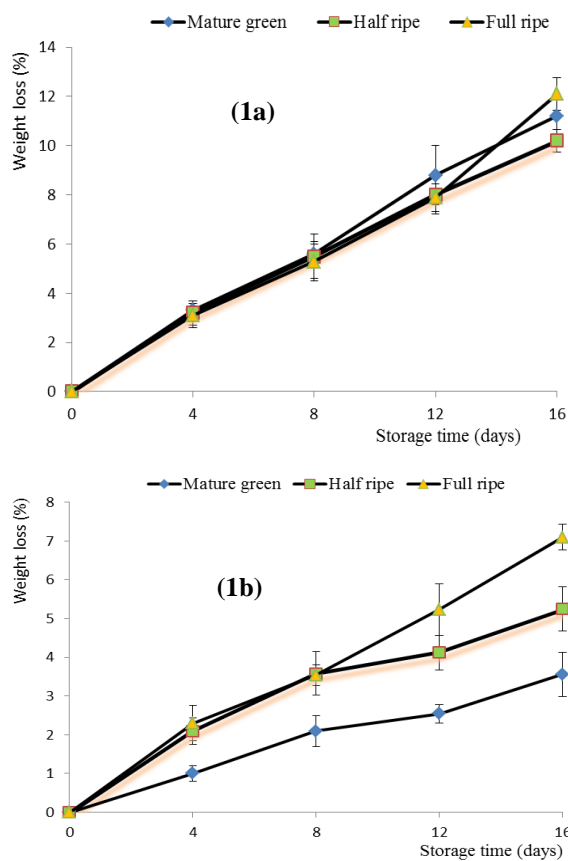 Mature green Half ripe Full ripe
Weight loss (%)
14
12
10
8
6
4
2
0
(1a)
0 4 8 12 16
Storage time (days)
Mature green Half ripe Full ripe
Weight loss (%)
8
7
6
5
4
3
2
1
0
(1b)
0 4 8 12 16
Storage time (days)